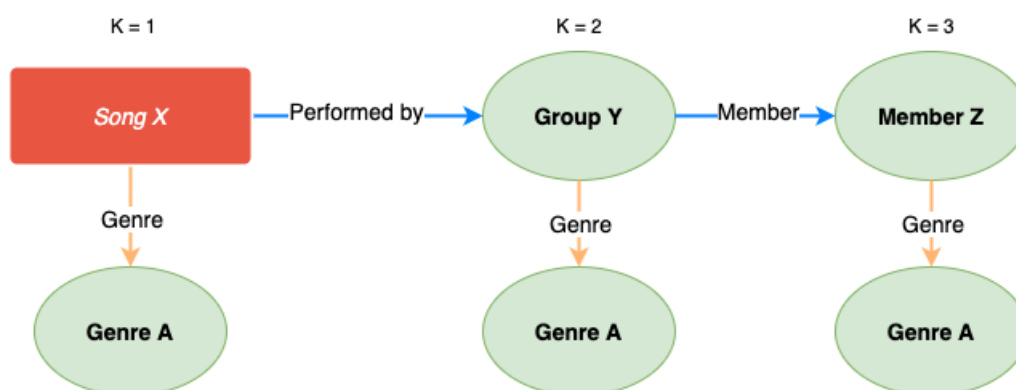 K = 1
K = 2
K = 3
Song X
Performed by
Group Y
Member
Member Z
Genre
Genre
Genre
Genre A
Genre A
Genre A